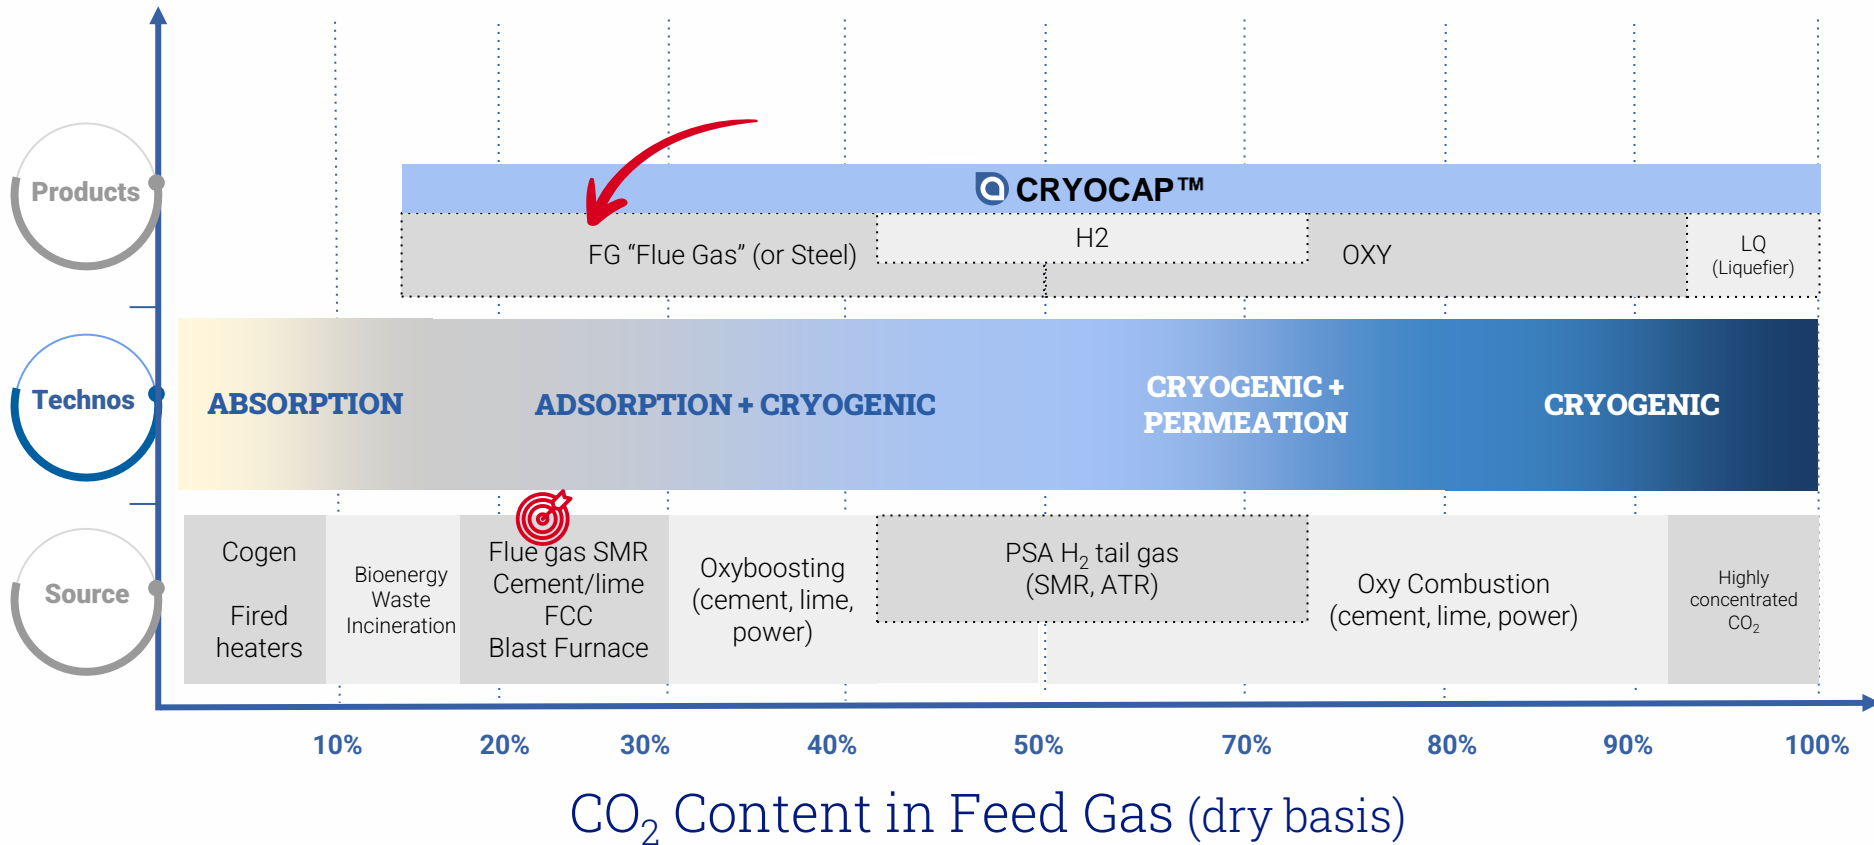 Products
CRYOCAP™
FG “Flue Gas” (or Steel)
H2
OXY
LQ
(Liquefier)
Technos
ABSORPTION
ADSORPTION + CRYOGENIC
CRYOGENIC +
PERMEATION
CRYOGENIC
Source
Cogen
Fired
heaters
Bioenergy
Waste
Incineration
Flue gas SMR
Cement/lime
FCC
Blast Furnace
Oxyboosting
(cement, lime,
power)
PSA H₂ tail gas
(SMR, ATR)
Oxy Combustion
(cement, lime, power)
Highly
concentrated
CO₂
10% 20% 30% 40% 50% 70% 80% 90% 100%
CO₂ Content in Feed Gas (dry basis)